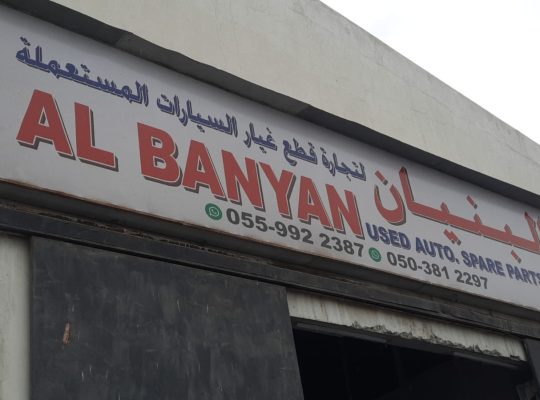 البنيان لتجارة قطع غيار السيارات المستعملة
AL BANYAN USED AUTO. SPARE PARTS
055-992 2387 050-381 2297